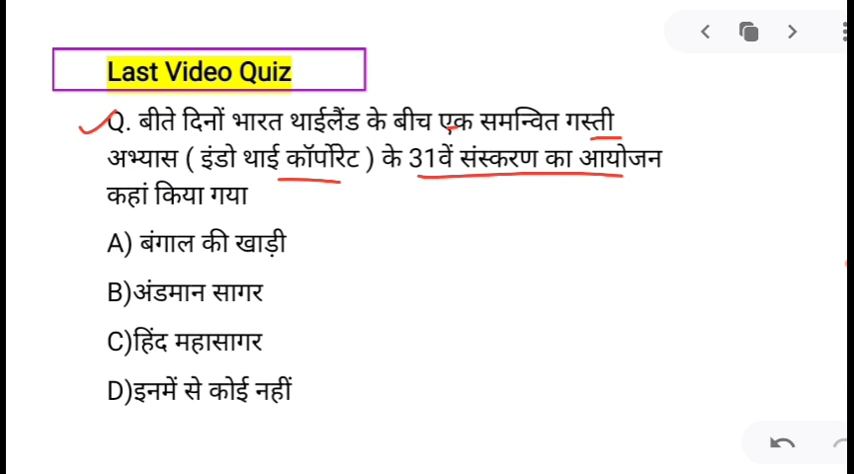 Last Video Quiz
Q. बीते दिनों भारत थाईलैंड के बीच एक समन्वित गस्ती
अभ्यास ( इंडो थाई कॉर्पोरेट ) के 31वें संस्करण का आयोजन
कहां किया गया
A) बंगाल की खाड़ी
B)अंडमान सागर
C)हिंद महासागर
D)इनमें से कोई नहीं